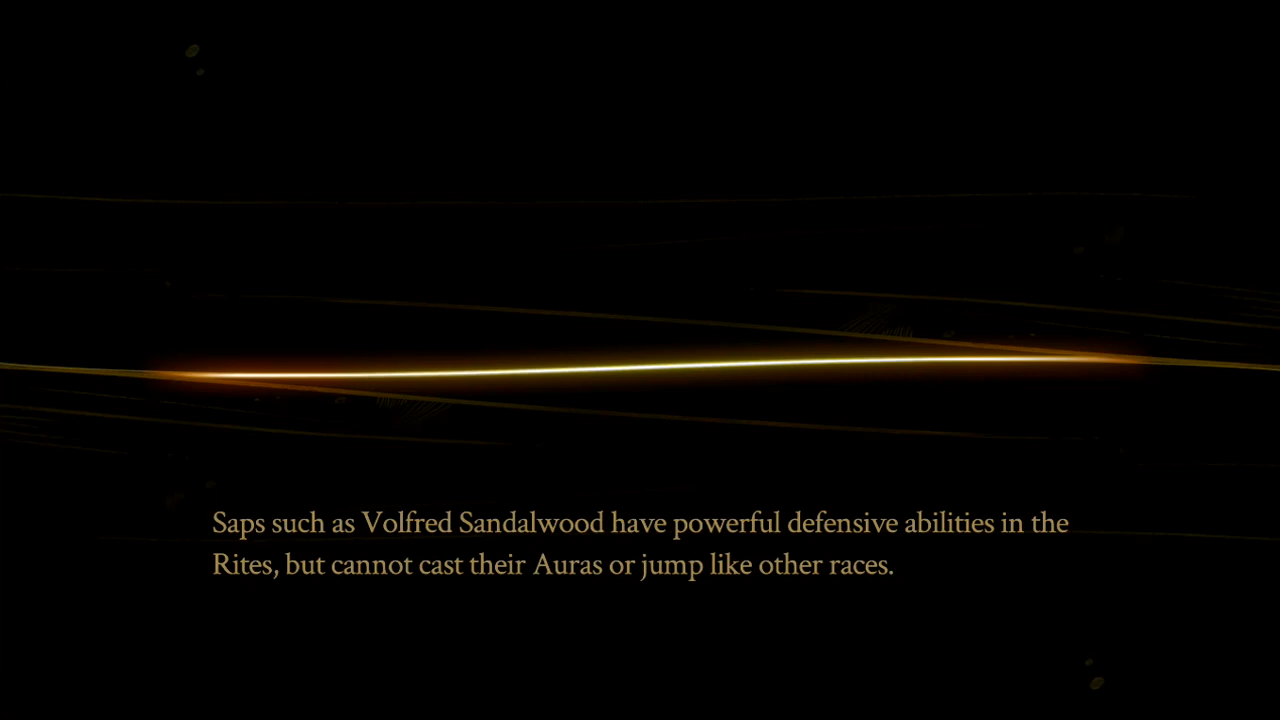 Saps such as Volfred Sandalwood have powerful defensive abilities in the
Rites, but cannot cast their Auras or jump like other races.